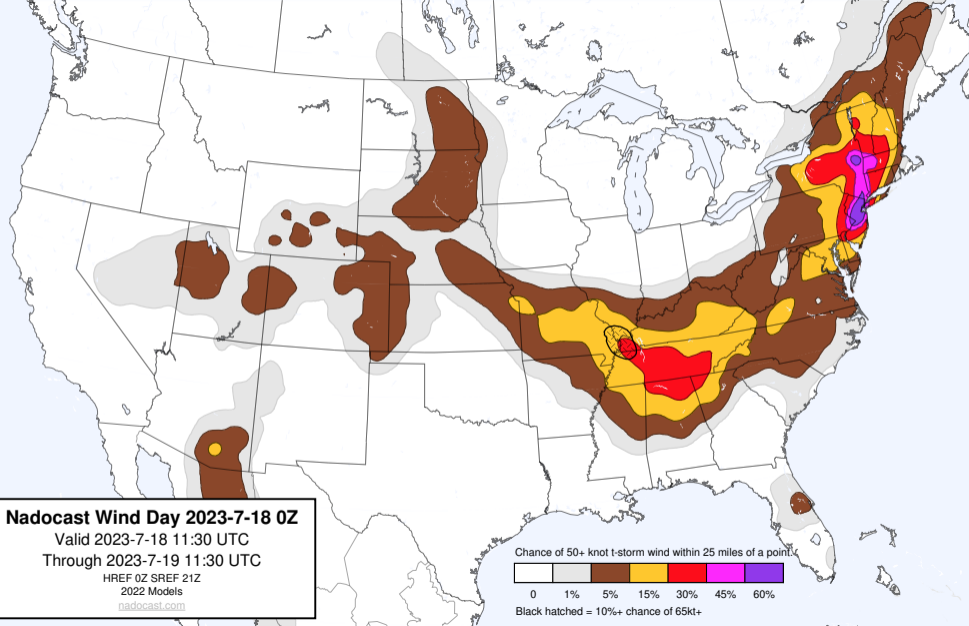 Nadocast Wind Day 2023-7-18 0Z
Valid 2023-7-18 11:30 UTC
Through 2023-7-19 11:30 UTC
HREF 0Z SREF 21Z
2022 Models
nadocast.com
Chance of 50+ knot t-storm wind within 25 miles of a point.
0 1% 5% 15% 30% 45% 60%
Black hatched = 10%+ chance of 65kt+